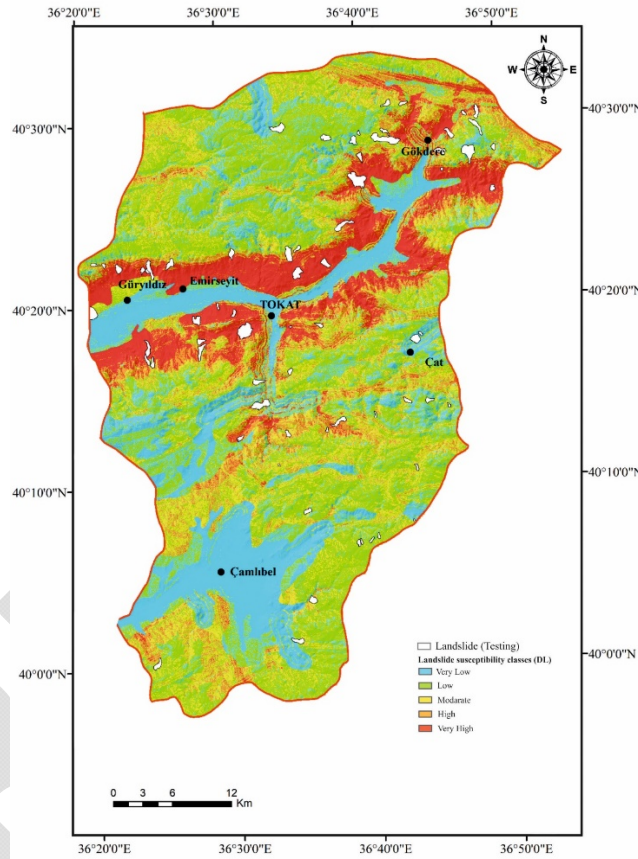 36°20'0"E 36°30'0"E 36°40'0"E 36°50'0"E
N
W E
S
40°30'0"N 40°30'0"N
Gökdere
Güryıldız Emirseyit
40°20'0"N 40°20'0"N
TOKAT
Çat
40°10'0"N 40°10'0"N
Çamlıbel
Landslide (Testing)
Landslide susceptibility classes (DL)
40°0'0"N 40°0'0"N
Very Low
Low
Modarate
High
Very High
0 3 6 12
Km
36°20'0"E 36°30'0"E 36°40'0"E 36°50'0"E